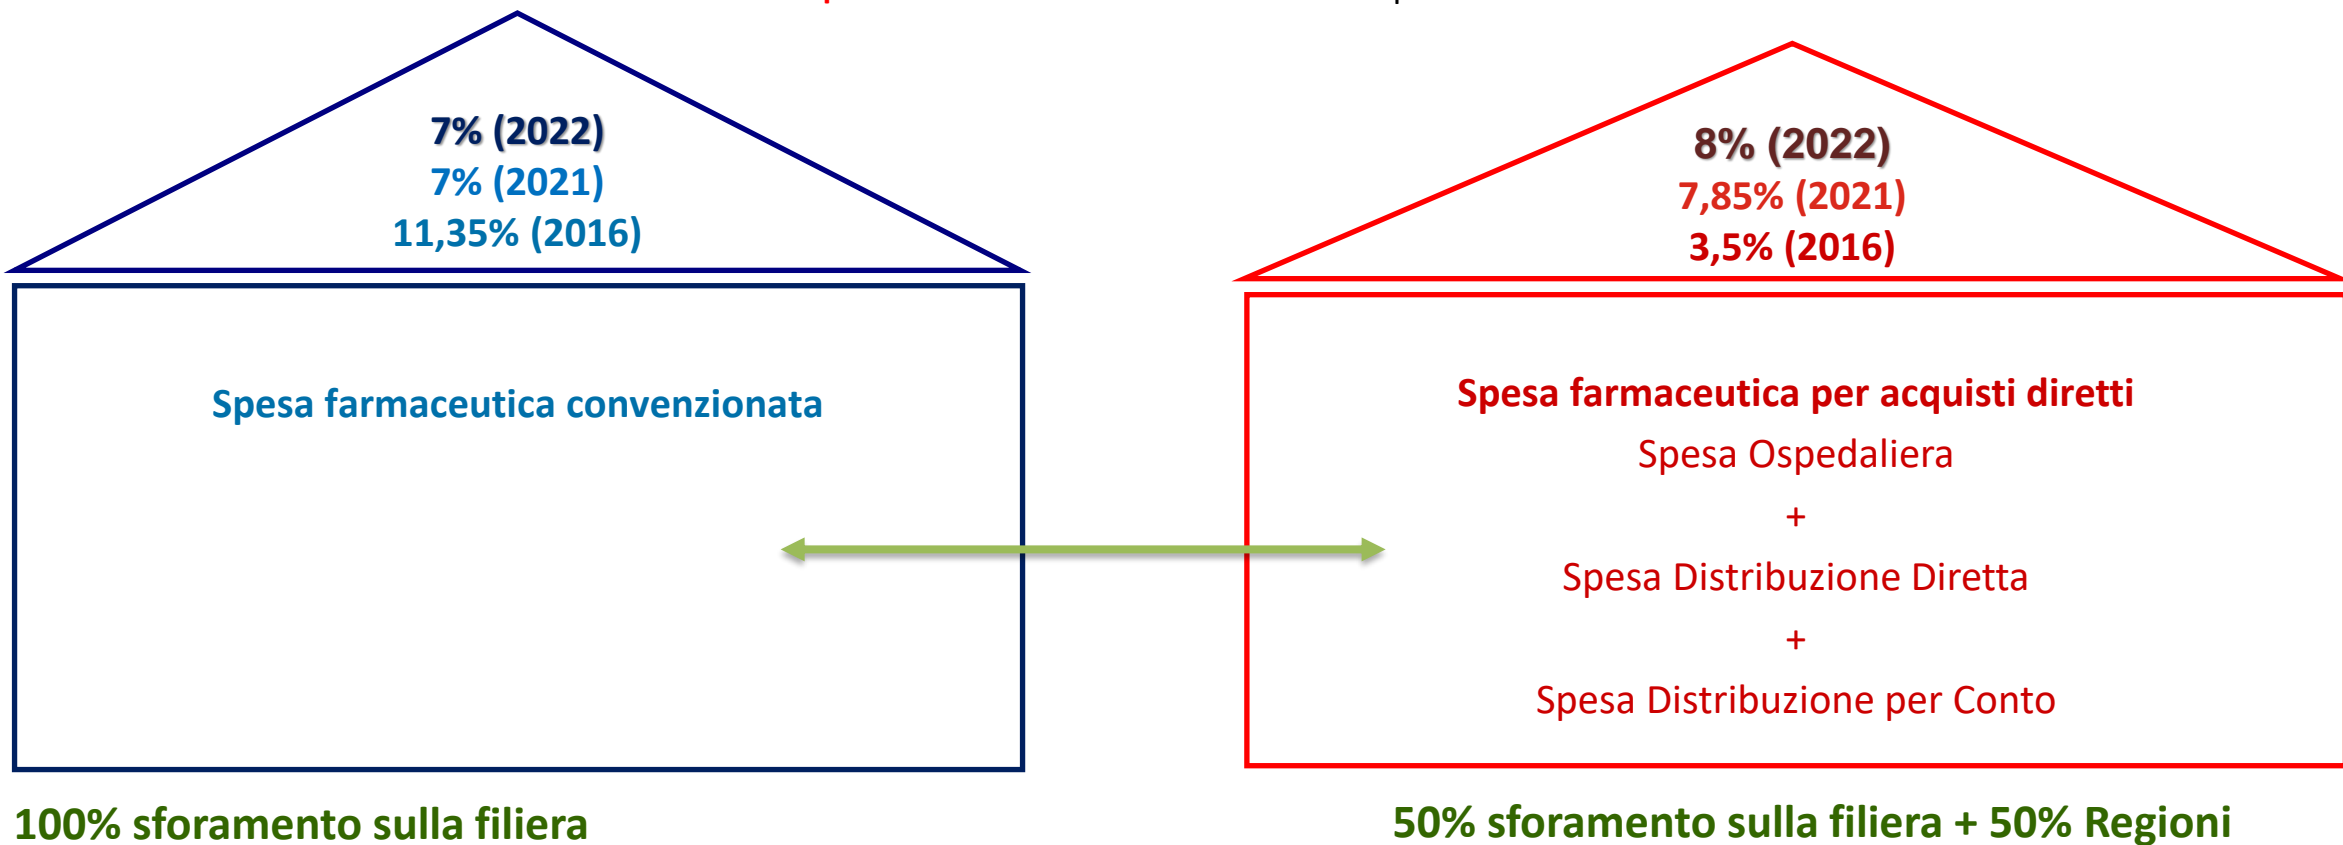 7% (2022)
7% (2021)
11,35% (2016)
Spesa farmaceutica convenzionata
100% sforamento sulla filiera
8% (2022)
7,85% (2021)
3,5% (2016)
Spesa farmaceutica per acquisti diretti
Spesa Ospedaliera
+
Spesa Distribuzione Diretta
+
Spesa Distribuzione per Conto
50% sforamento sulla filiera + 50% Regioni